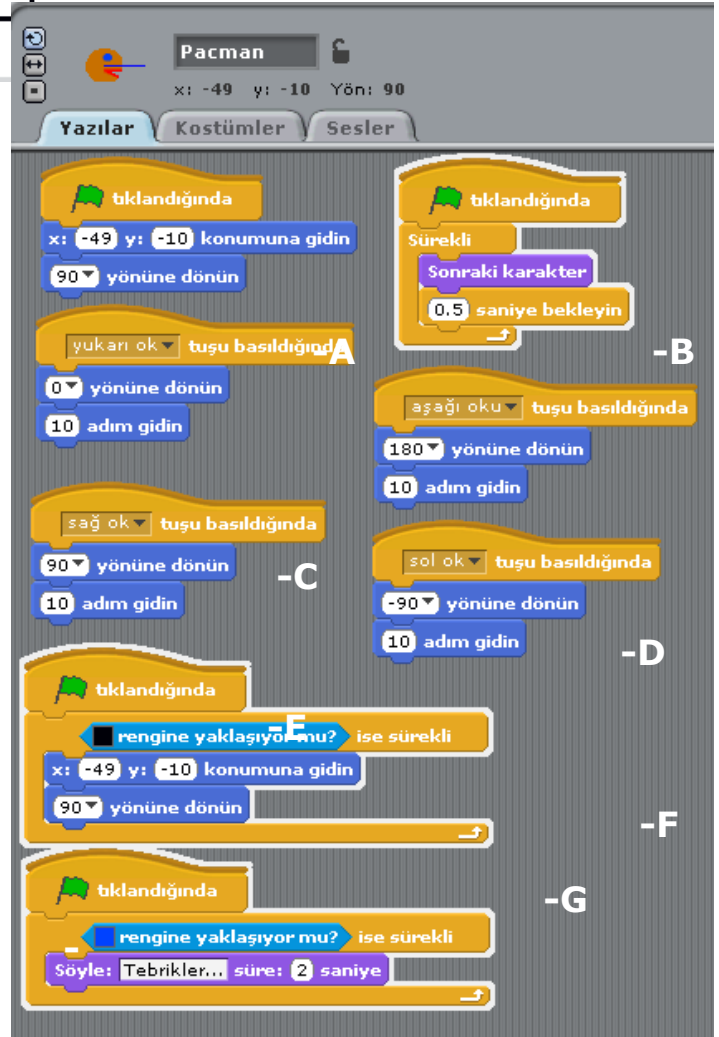 Pacman
x: -49 y: -10 Yön: 90
Yazılar Kostümler Sesler
tıklandığında
x: -49 y: -10 konumuna gidin
90 yönüne dönün
-A
tıklandığında
Sürekli
Sonraki karakter
0.5 saniye bekleyin
-B
yukarı ok tuşu basıldığında
0 yönüne dönün
10 adım gidin
-C
aşağı oku tuşu basıldığında
180 yönüne dönün
10 adım gidin
-D
sağ ok tuşu basıldığında
90 yönüne dönün
10 adım gidin
-E
sol ok tuşu basıldığında
-90 yönüne dönün
10 adım gidin
-F
tıklandığında
rengine yaklaşıyor mu? ise sürekli
x: -49 y: -10 konumuna gidin
90 yönüne dönün
-G
tıklandığında
rengine yaklaşıyor mu? ise sürekli
-
Söyle: Tebrikler... süre: 2 saniye